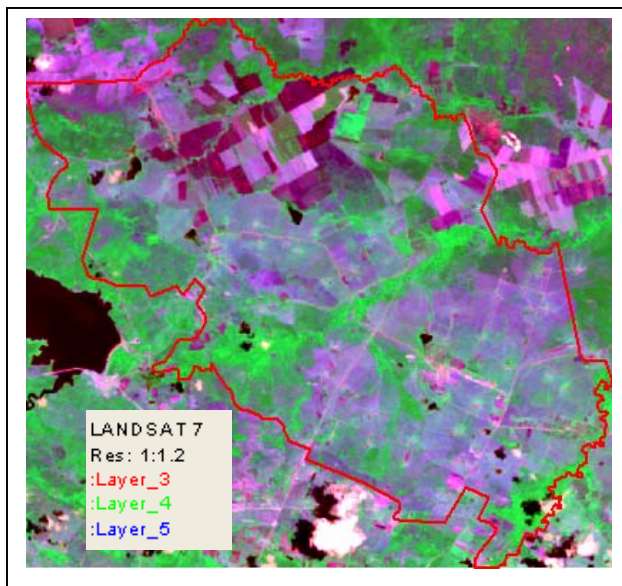 LANDSAT 7
Res: 1:1.2
:Layer_3
:Layer_4
:Layer_5